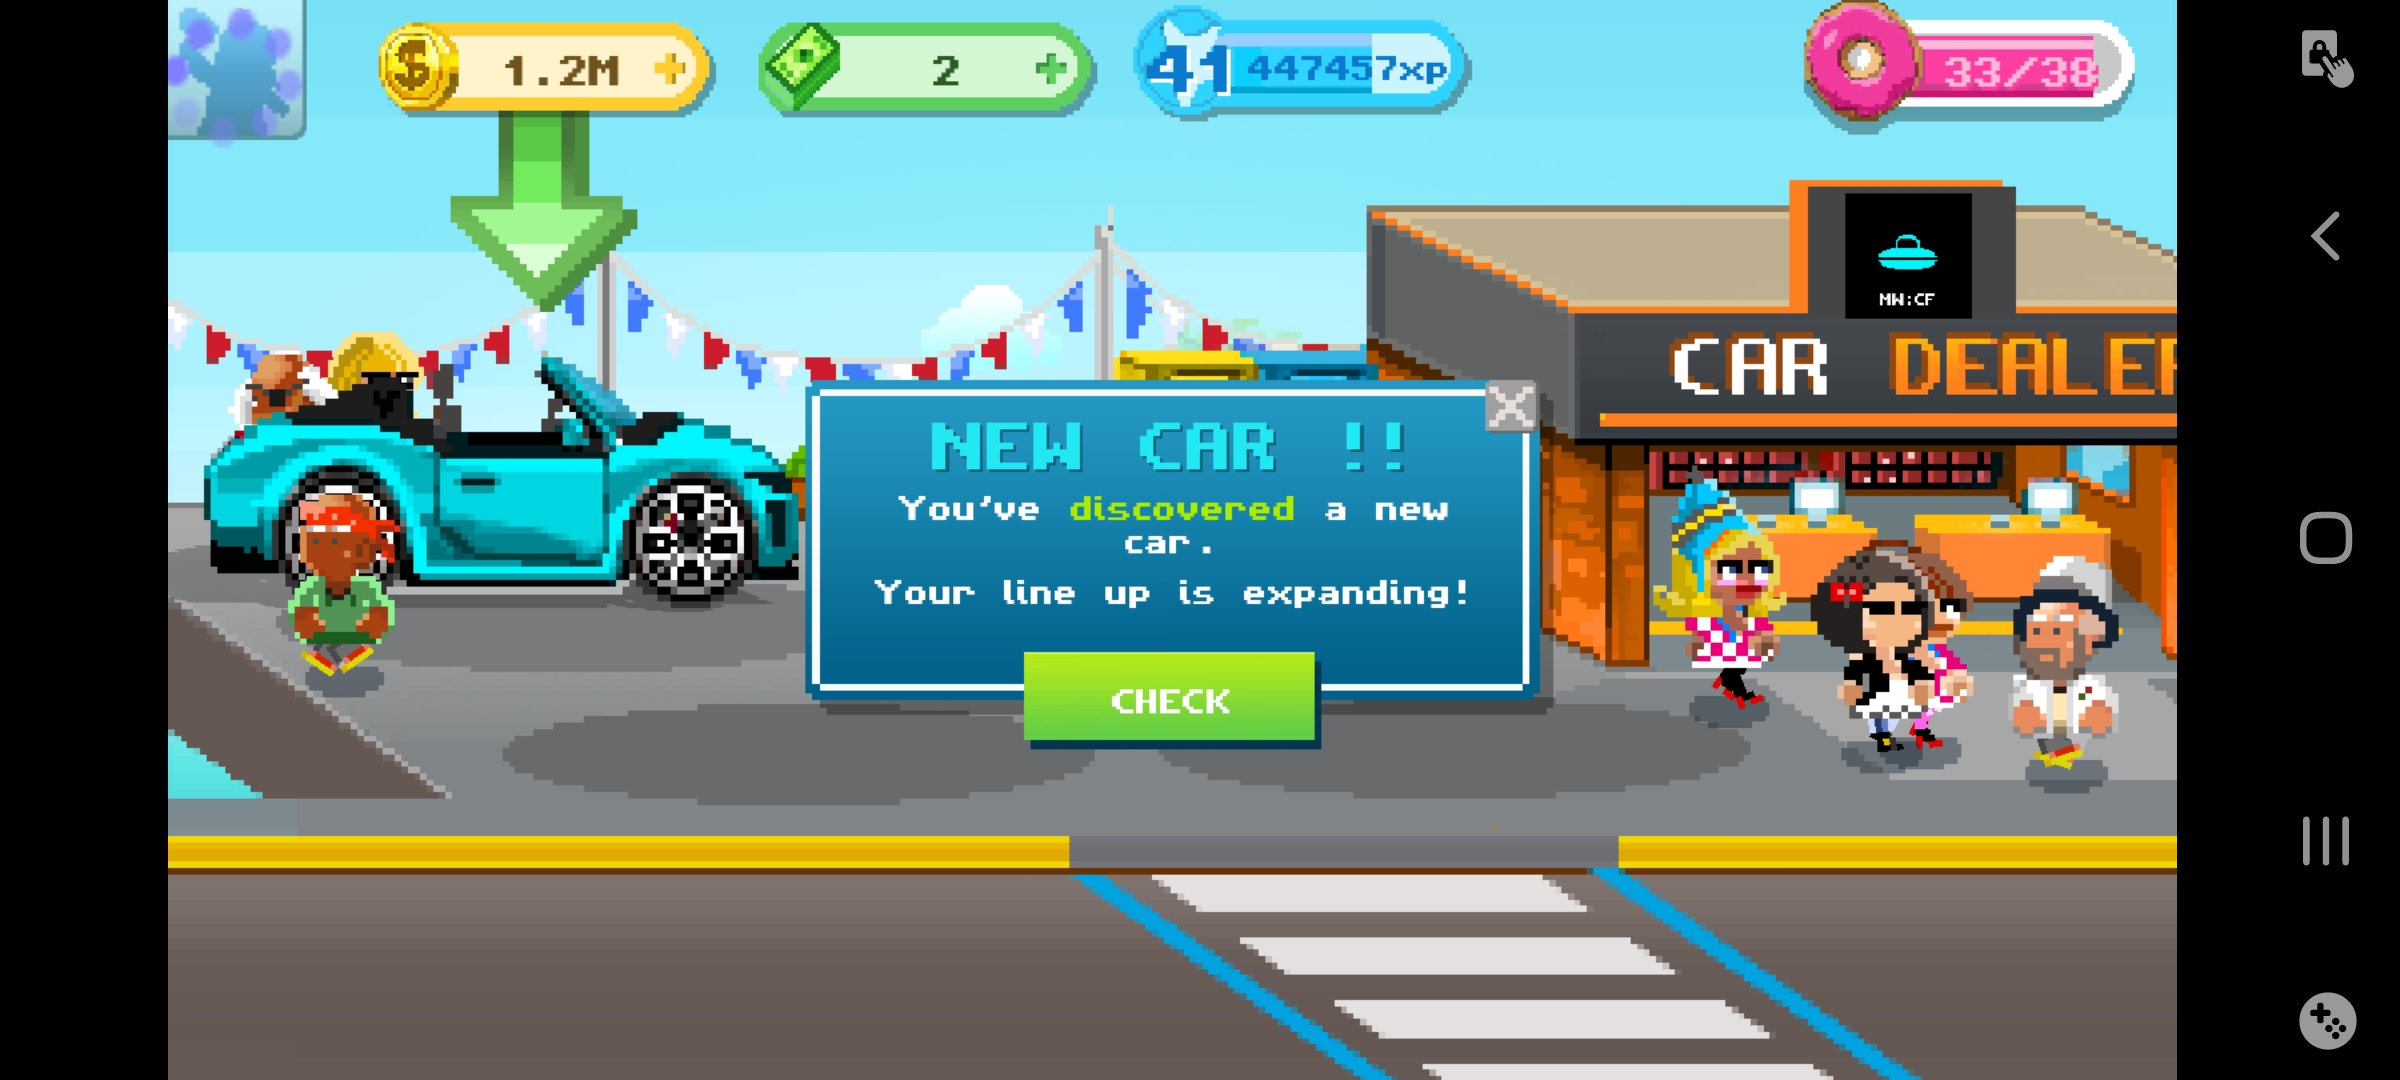 1.2M
2
41 447457xp
33/38
MW:CF
CAR DEALER
NEW CAR !!
You've discovered a new
car.
Your line up is expanding!
CHECK